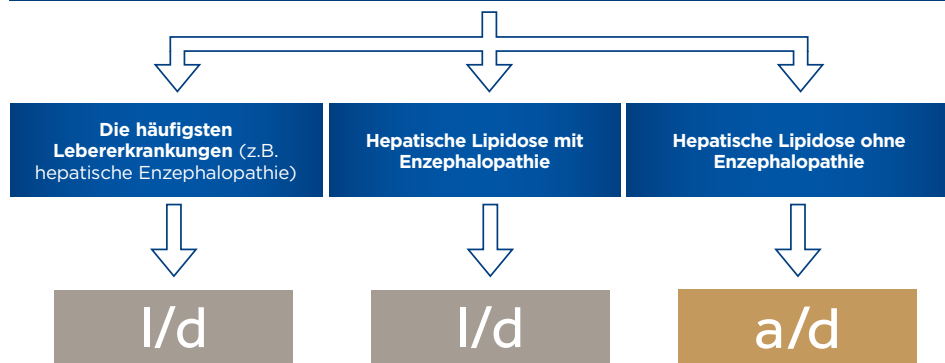 Die häufigsten
Lebererkrankungen (z.B.
hepatische Enzephalopathie)
Hepatische Lipidose mit
Enzephalopathie
Hepatische Lipidose ohne
Enzephalopathie
l/d
l/d
a/d